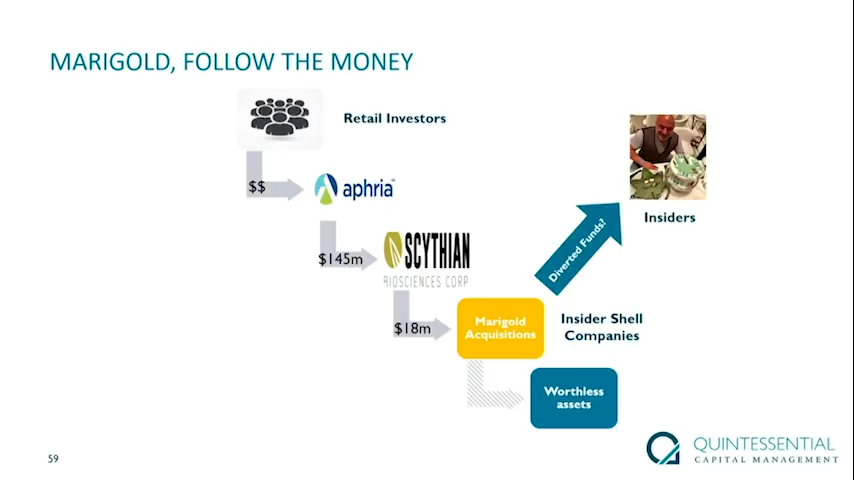 MARIGOLD, FOLLOW THE MONEY
Retail Investors
$$
aphria
Insiders
Diverted Funds?
$145m
SCYTHIAN
BIOSCIENCES CORP
$18m
Marigold
Acquisitions
Insider Shell
Companies
Worthless
assets
59
QUINTESSENTIAL
CAPITAL MANAGEMENT